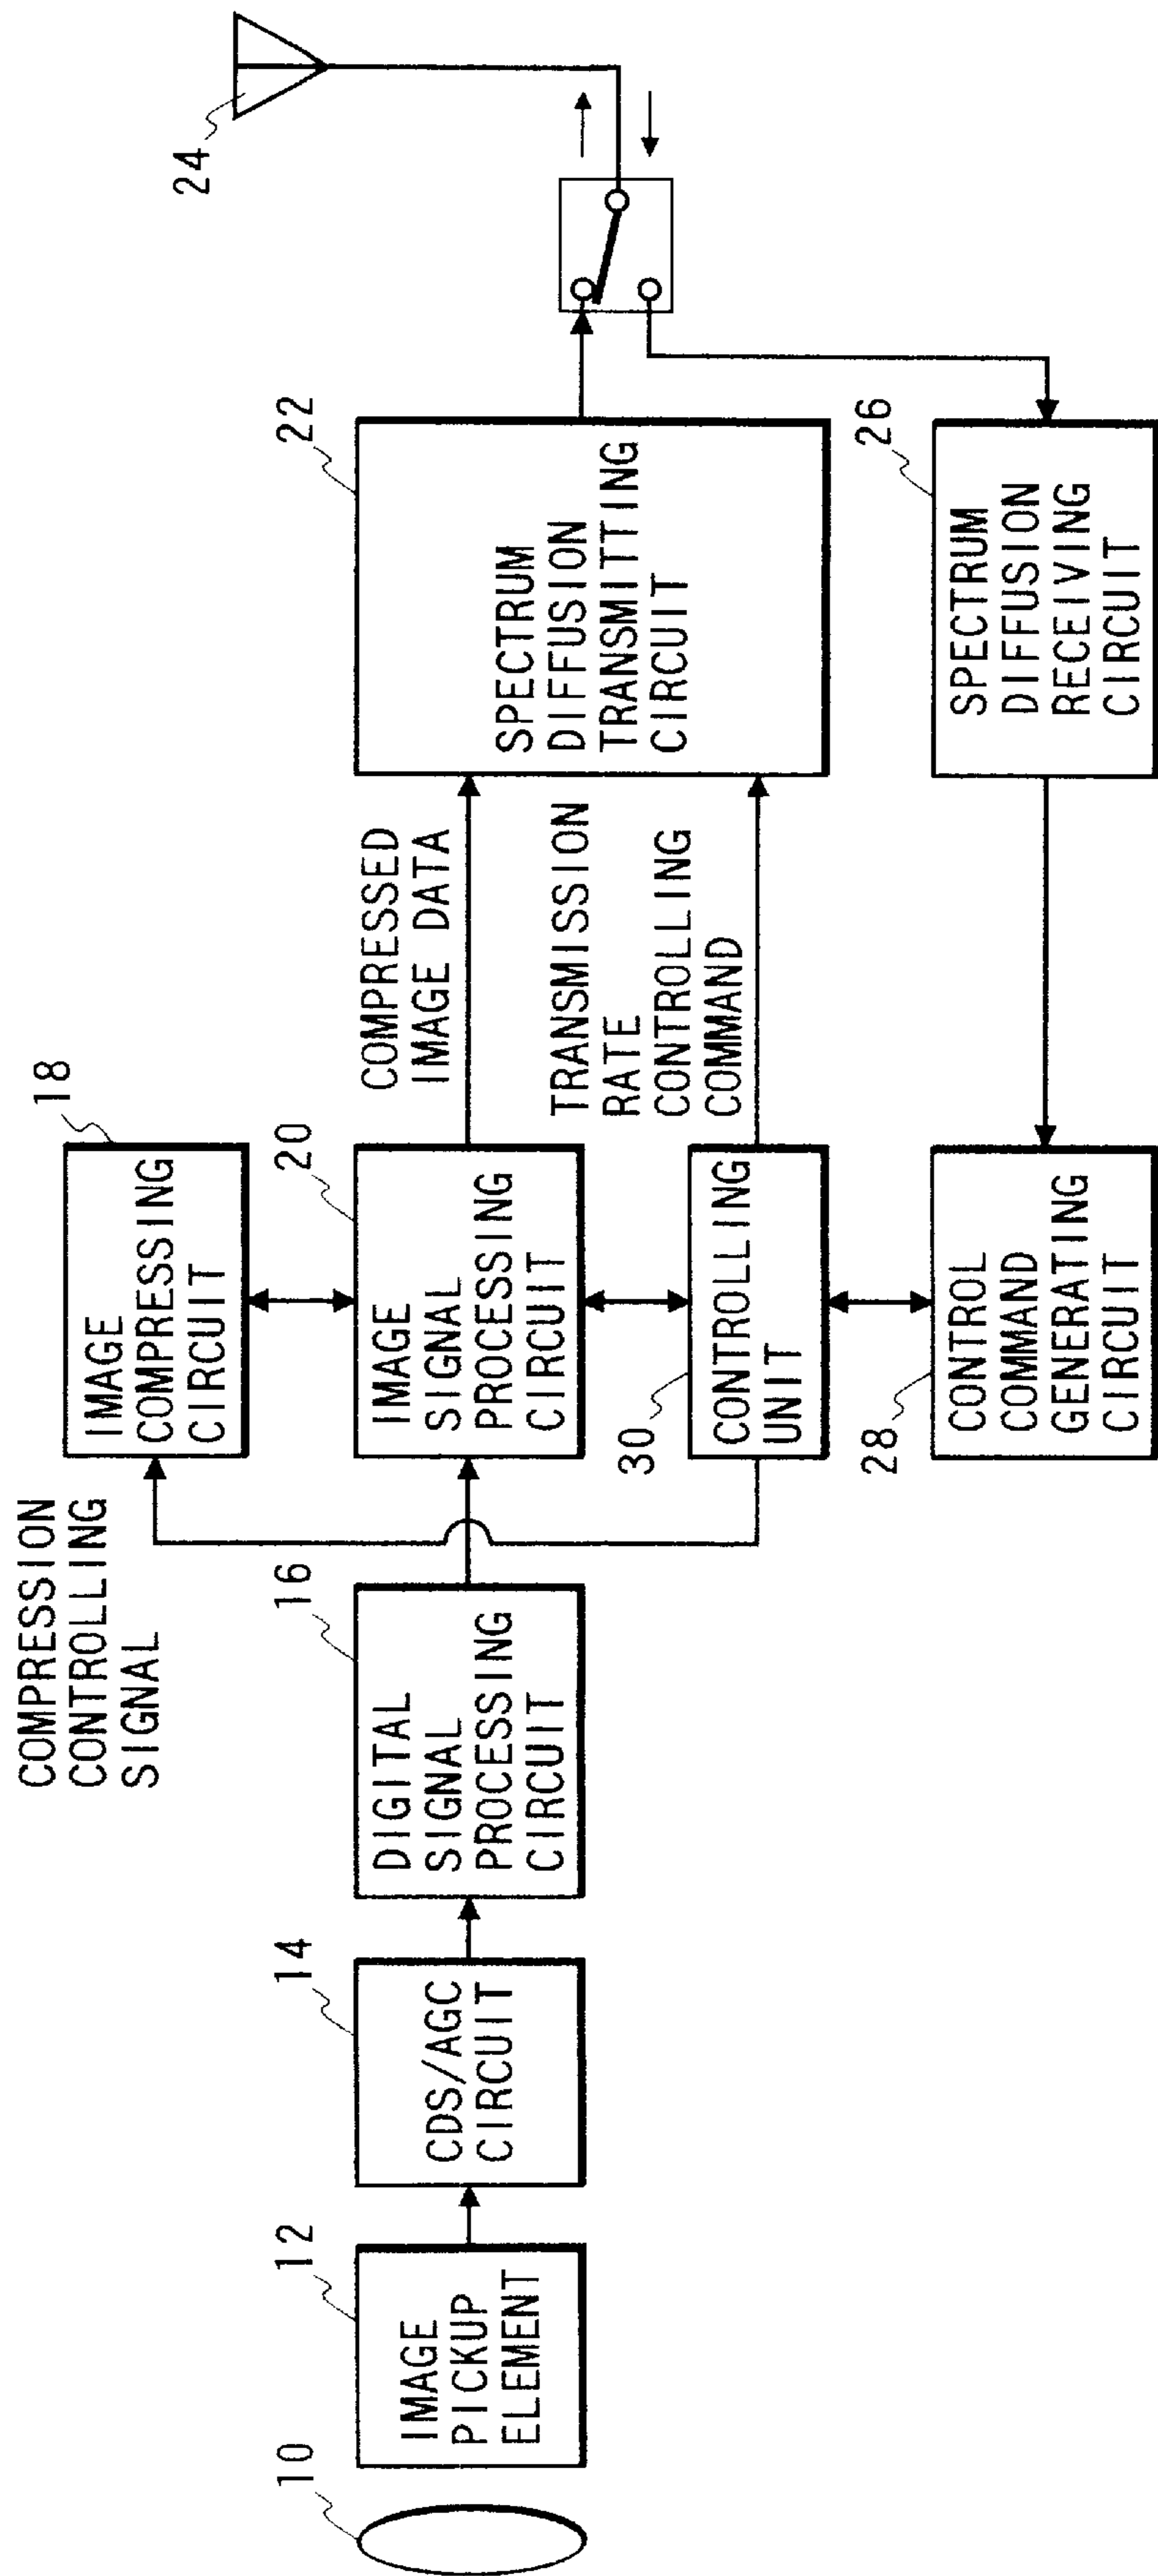 24
22
SPECTRUM
DIFFUSION
TRANSMITTING
CIRCUIT
26
SPECTRUM
DIFFUSION
RECEIVING
CIRCUIT
COMPRESSED
IMAGE DATA
TRANSMISSION
RATE
CONTROLLING
COMMAND
18
IMAGE
COMPRESSING
CIRCUIT
20
IMAGE
SIGNAL
PROCESSING
CIRCUIT
30
CONTROLLING
UNIT
28
CONTROL
COMMAND
GENERATING
CIRCUIT
COMPRESSION
CONTROLLING
SIGNAL
16
DIGITAL
SIGNAL
PROCESSING
CIRCUIT
14
CDS/AGC
CIRCUIT
12
IMAGE
PICKUP
ELEMENT
10